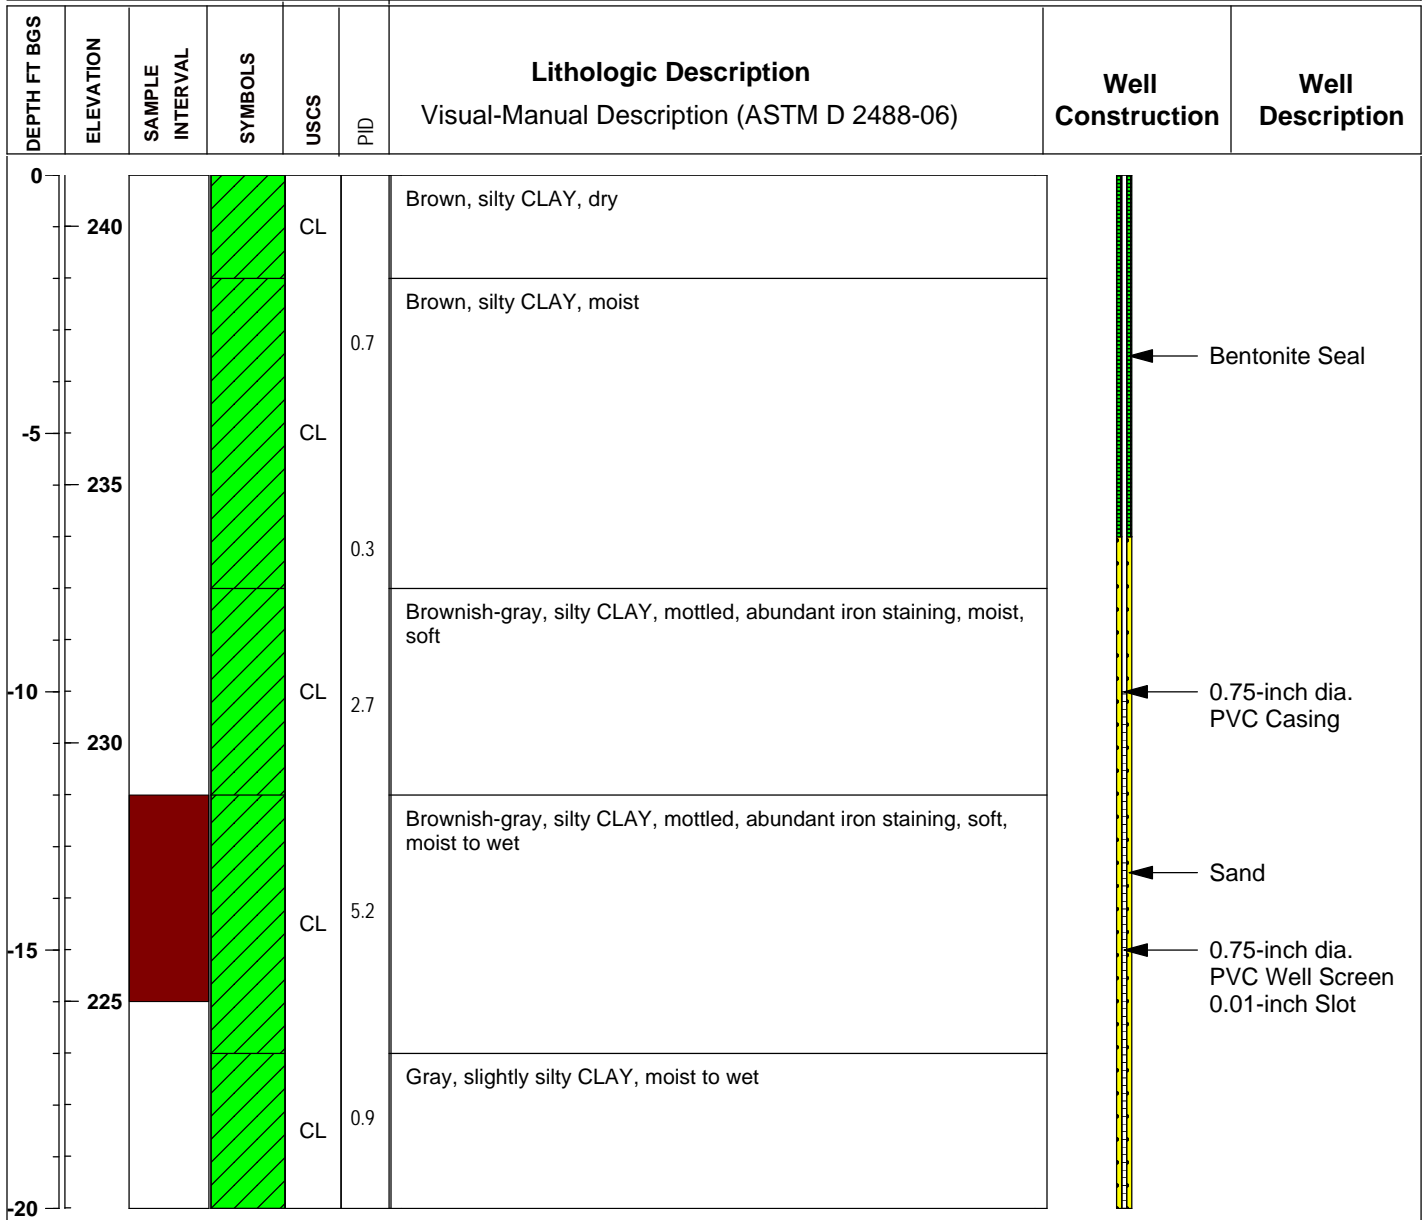 DEPTH FT BGS
ELEVATION
SAMPLE
INTERVAL
SYMBOLS
USCS
PID
Lithologic Description
Visual-Manual Description (ASTM D 2488-06)
Well
Construction
Well
Description
0
240
CL
Brown, silty CLAY, dry
Brown, silty CLAY, moist
0.7
Bentonite Seal
-5
CL
235
0.3
Brownish-gray, silty CLAY, mottled, abundant iron staining, moist,
soft
-10
CL
2.7
0.75-inch dia.
PVC Casing
230
Brownish-gray, silty CLAY, mottled, abundant iron staining, soft,
moist to wet
Sand
5.2
CL
-15
0.75-inch dia.
PVC Well Screen
0.01-inch Slot
225
Gray, slightly silty CLAY, moist to wet
0.9
CL
-20